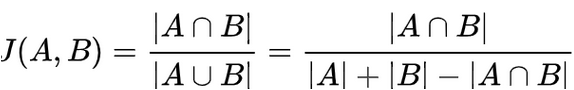 J(A, B) = |A ∩ B| / |A ∪ B| = |A ∩ B| / (|A| + |B| − |A ∩ B|)